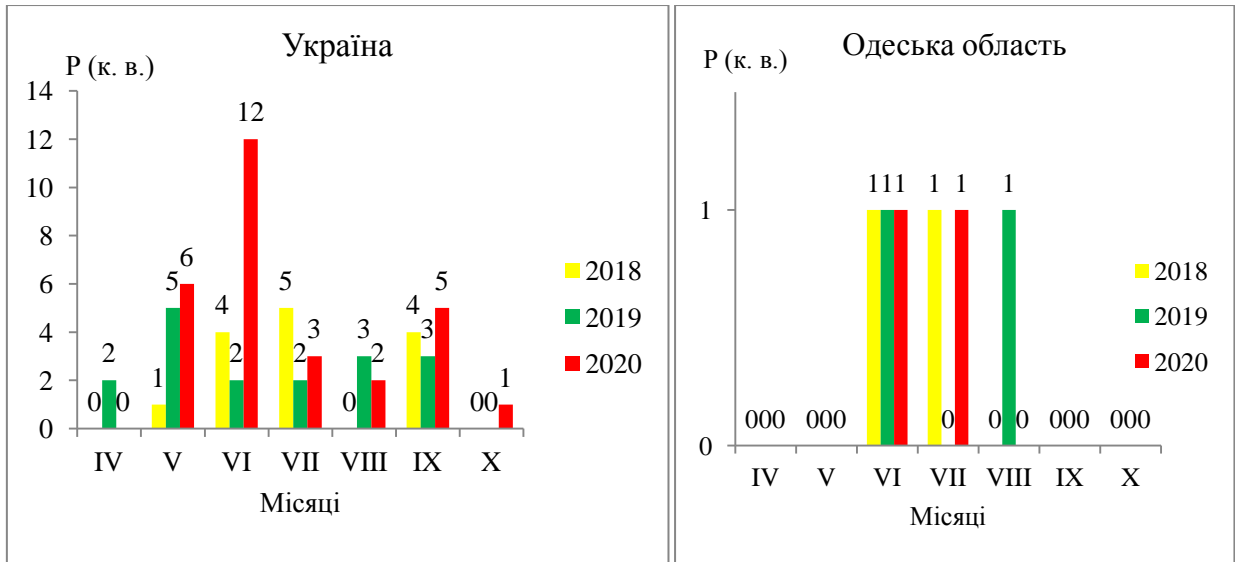 Україна
Р (к. в.)
14
12
10
8
6
4
2
0
0 2 0
1 5 6
4 2 12
5 2 3
0 3 2
4 3 5
0 0 1
IV V VI VII VIII IX X
Місяці
2018
2019
2020
Одеська область
Р (к. в.)
1
0
000
000
111
1 0 1
0 1 0
000
000
IV V VI VII VIII IX X
Місяці
2018
2019
2020